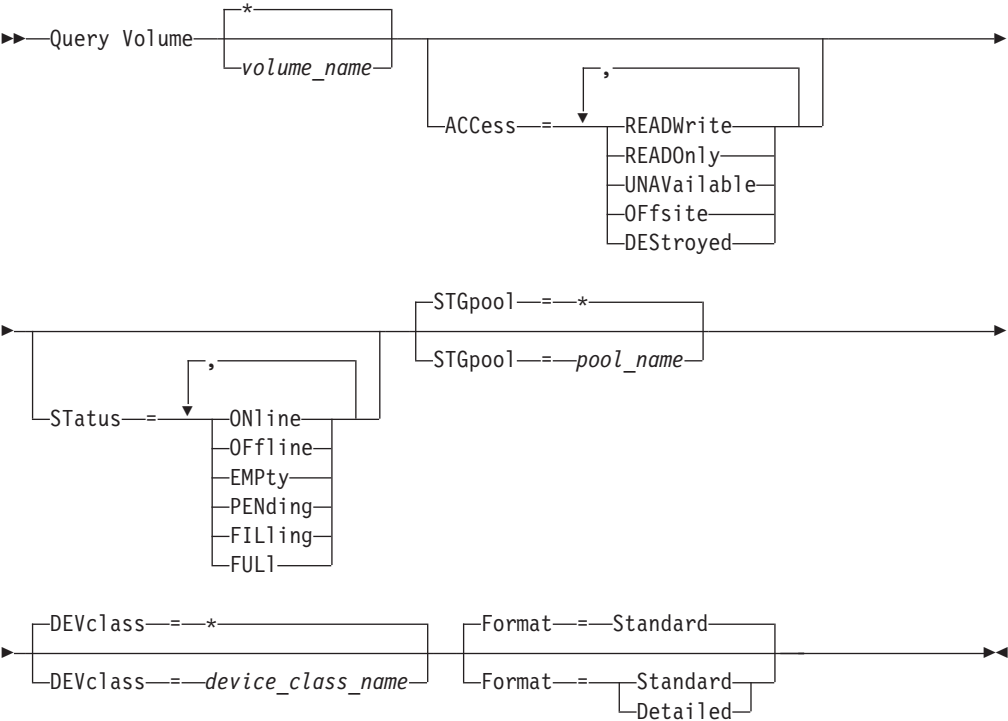 *
Query Volume
volume_name
,
ACCess = READWrite
READOnly
UNAVailable
OFfsite
DEStroyed
STGpool = *
STGpool = pool_name
,
STatus = ONline
OFfline
EMPty
PENding
FILling
FULl
DEVclass = *
DEVclass = device_class_name
Format = Standard
Format = Standard
Detailed